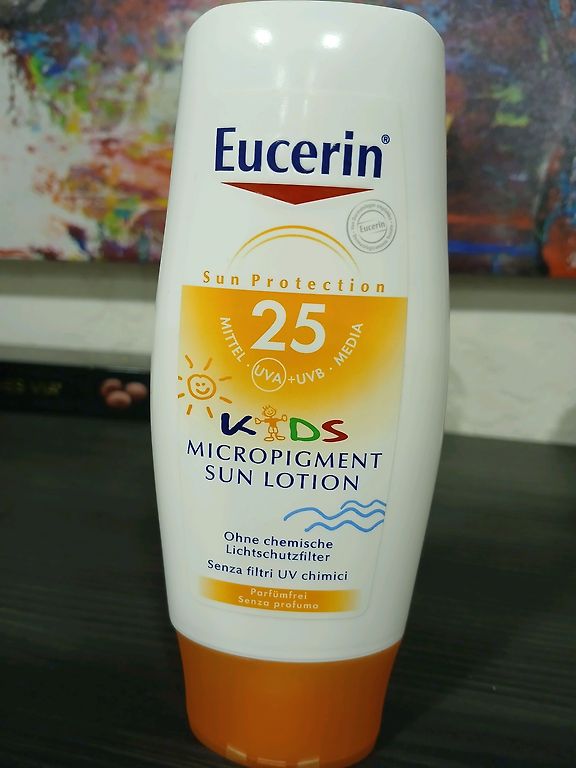 Eucerin®
Eucerin
Sun Protection
25
MITTEL · UVA + UVB · MEDIA
KIDS
MICROPIGMENT
SUN LOTION
Ohne chemische
Lichtschutzfilter
Senza filtri UV chimici
Parfümfrei
Senza profumo